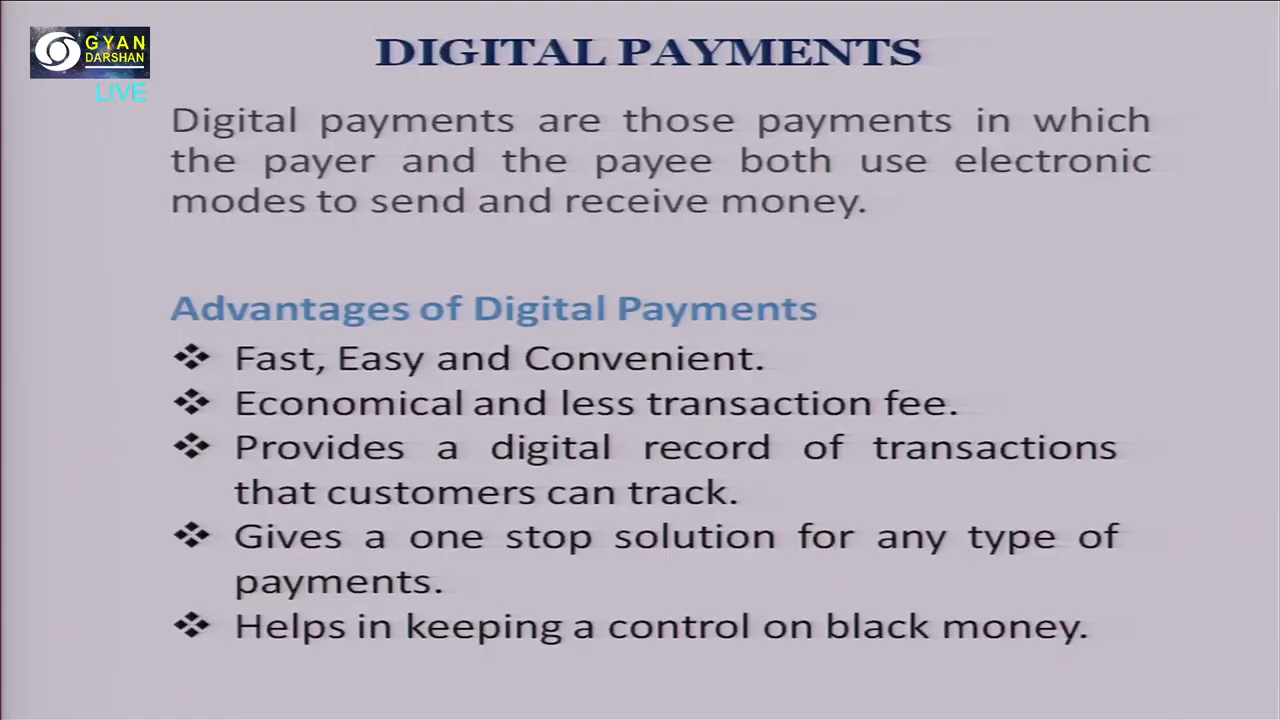 GYAN
DARSHAN
LIVE
DIGITAL PAYMENTS
Digital payments are those payments in which
the payer and the payee both use electronic
modes to send and receive money.
Advantages of Digital Payments
❖ Fast, Easy and Convenient.
❖ Economical and less transaction fee.
❖ Provides a digital record of transactions
that customers can track.
❖ Gives a one stop solution for any type of
payments.
❖ Helps in keeping a control on black money.